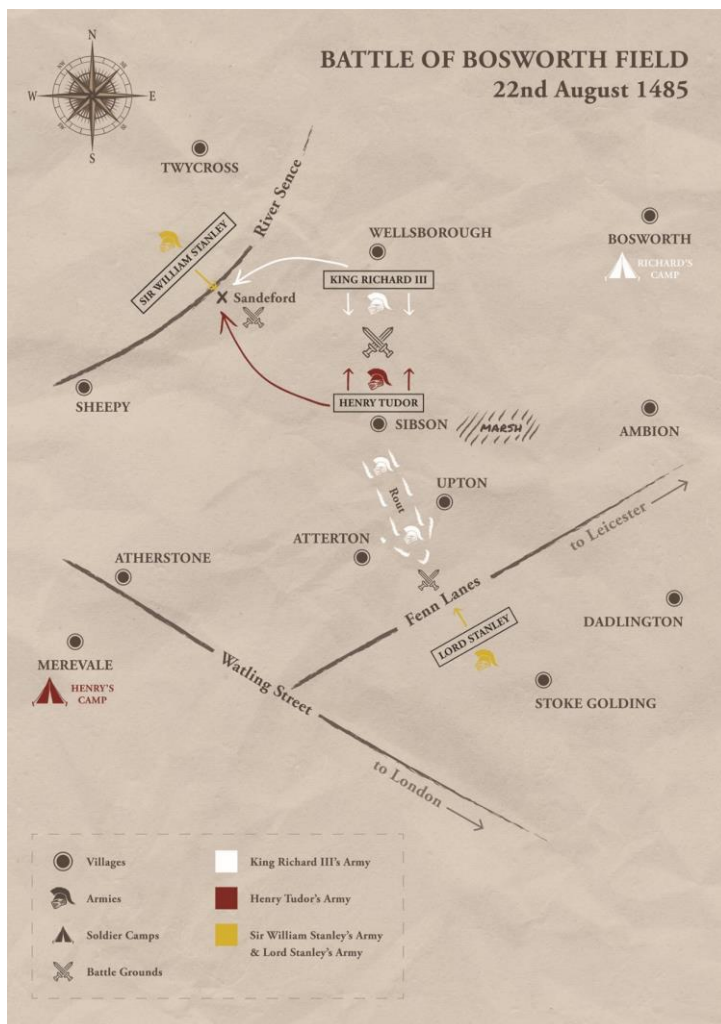 BATTLE OF BOSWORTH FIELD
22nd August 1485
N
W
E
S
TWYCROSS
River Sence
SIR WILLIAM STANLEY
WELLSBOROUGH
KING RICHARD III
BOSWORTH
RICHARD'S
CAMP
X Sandeford
SHEEPY
HENRY TUDOR
SIBSON
MARSH
AMBION
Rout
UPTON
to Leicester
ATTERTON
ATHERSTONE
Fenn Lanes
DADLINGTON
LORD STANLEY
MEREVALE
HENRY'S
CAMP
Watling Street
STOKE GOLDING
to London
Villages
Armies
Soldier Camps
Battle Grounds
King Richard III's Army
Henry Tudor's Army
Sir William Stanley's Army
& Lord Stanley's Army